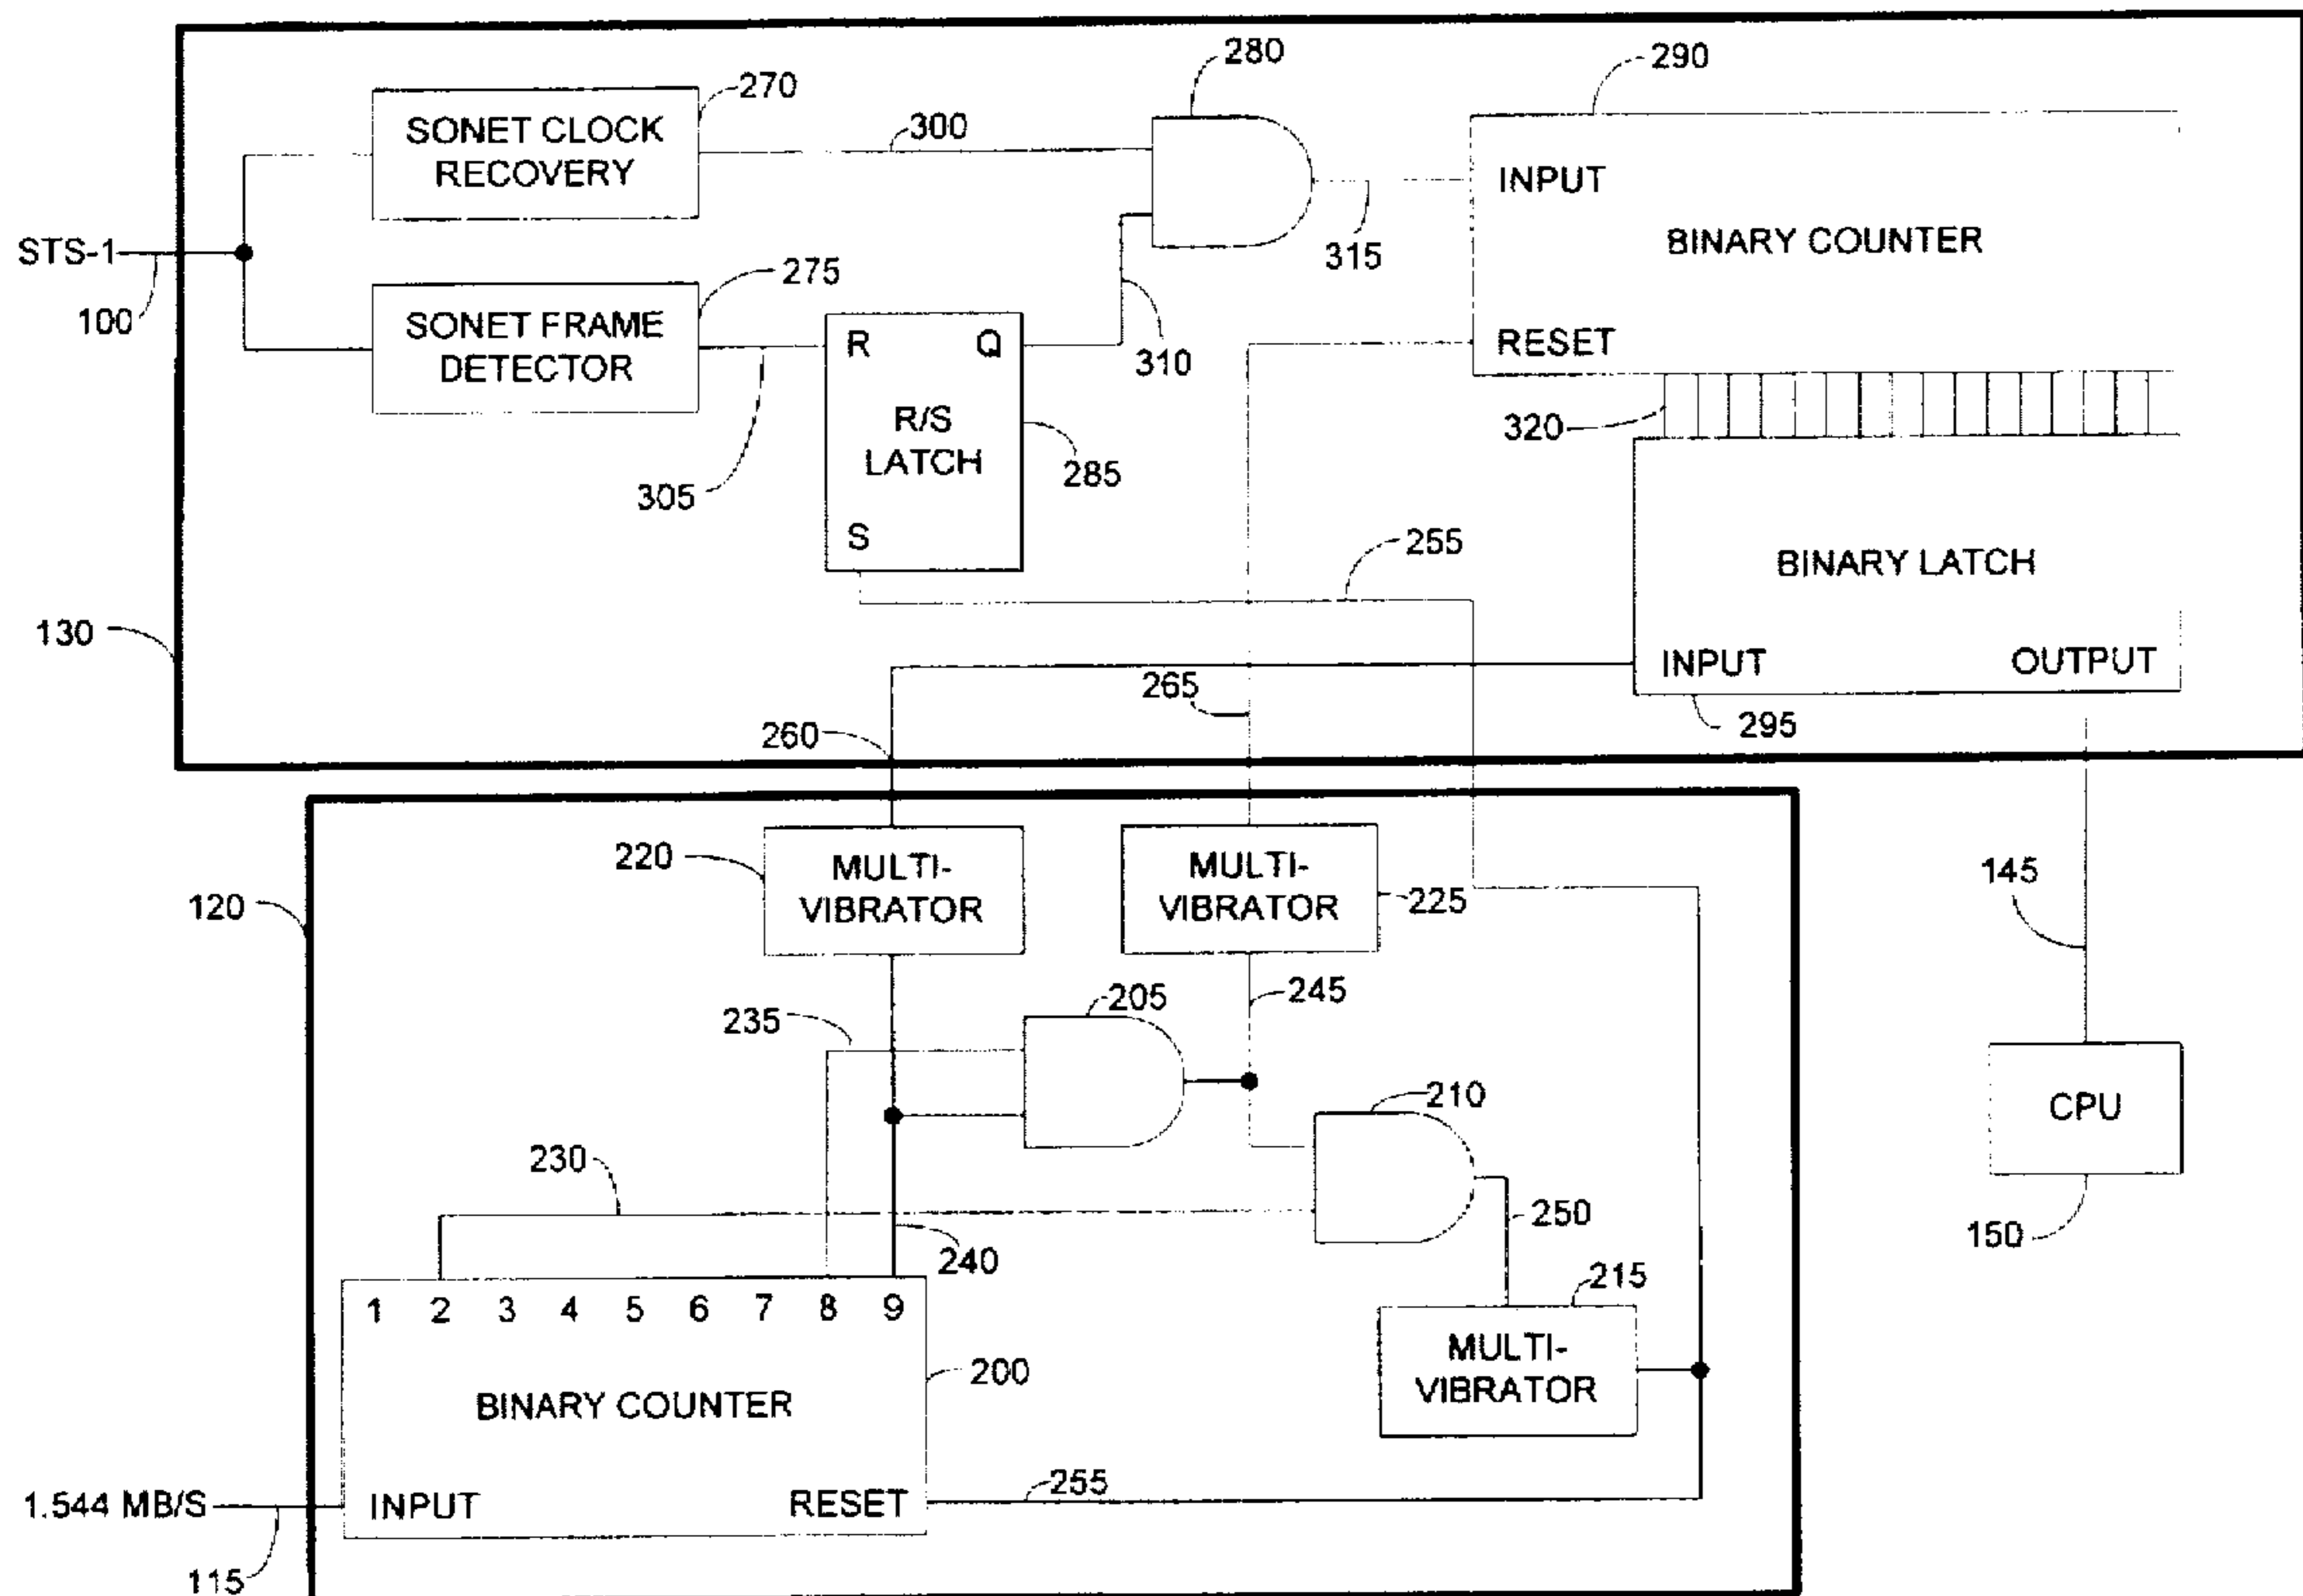 280
290
270
SONET CLOCK
RECOVERY
300
INPUT
BINARY COUNTER
315
STS-1
100
275
SONET FRAME
DETECTOR
R
Q
310
RESET
R/S
LATCH
285
320
305
S
255
BINARY LATCH
130
INPUT
OUTPUT
265
260
295
220
MULTI-
VIBRATOR
MULTI-
VIBRATOR
225
120
145
205
245
235
210
CPU
230
240
250
150
1 2 3 4 5 6 7 8 9
215
MULTI-
VIBRATOR
200
BINARY COUNTER
1.544 MB/S
INPUT
RESET
255
115